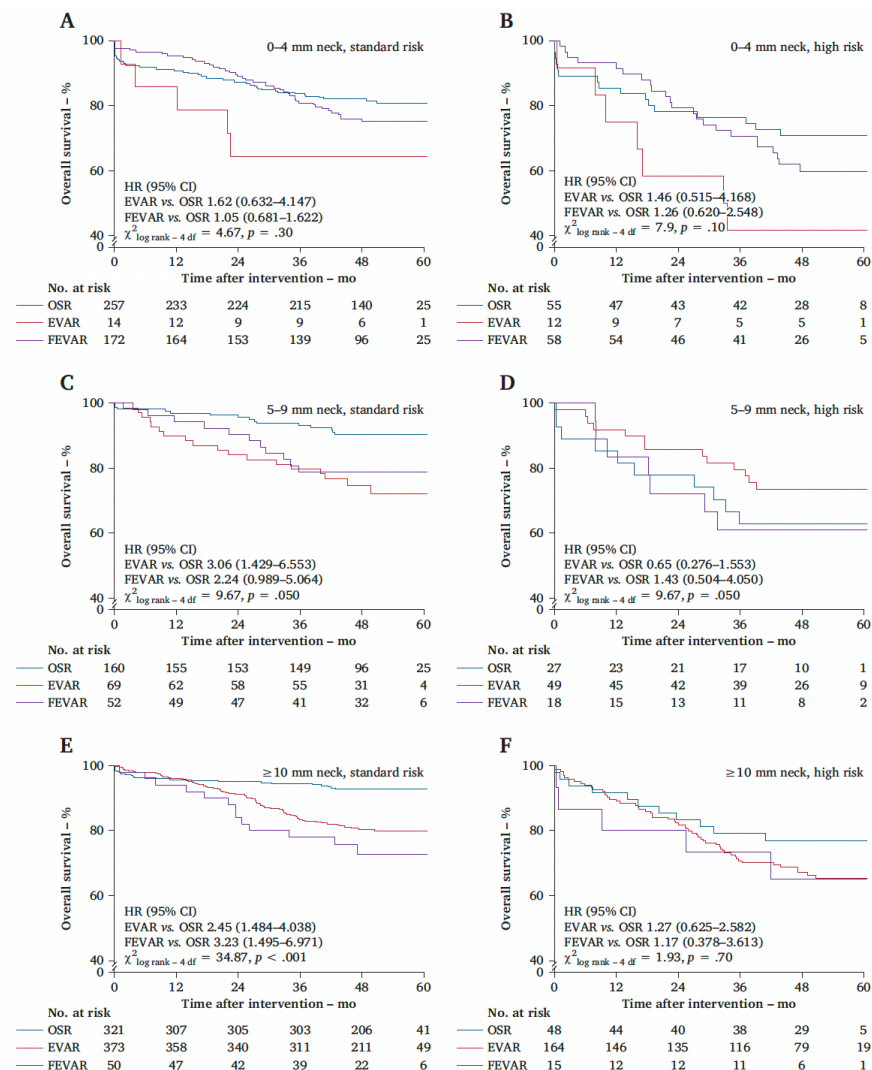 A
100
80
60
40
0
Overall survival – %
0–4 mm neck, standard risk
HR (95% CI)
EVAR vs. OSR 1.62 (0.632–4.147)
FEVAR vs. OSR 1.05 (0.681–1.622)
χ² log rank – 4 df = 4.67, p = .30
0 12 24 36 48 60
Time after intervention – mo
No. at risk
OSR 257 233 224 215 140 25
EVAR 14 12 9 9 6 1
FEVAR 172 164 153 139 96 25
B
100
80
60
40
0
Overall survival – %
0–4 mm neck, high risk
HR (95% CI)
EVAR vs. OSR 1.46 (0.515–4.168)
FEVAR vs. OSR 1.26 (0.620–2.548)
χ² log rank – 4 df = 7.9, p = .10
0 12 24 36 48 60
Time after intervention – mo
No. at risk
OSR 55 47 43 42 28 8
EVAR 12 9 7 5 5 1
FEVAR 58 54 46 41 26 5
C
100
80
60
40
0
Overall survival – %
5–9 mm neck, standard risk
HR (95% CI)
EVAR vs. OSR 3.06 (1.429–6.553)
FEVAR vs. OSR 2.24 (0.989–5.064)
χ² log rank – 4 df = 9.67, p = .050
0 12 24 36 48 60
Time after intervention – mo
No. at risk
OSR 160 155 153 149 96 25
EVAR 69 62 58 55 31 4
FEVAR 52 49 47 41 32 6
D
100
80
60
40
0
Overall survival – %
5–9 mm neck, high risk
HR (95% CI)
EVAR vs. OSR 0.65 (0.276–1.553)
FEVAR vs. OSR 1.43 (0.504–4.050)
χ² log rank – 4 df = 9.67, p = .050
0 12 24 36 48 60
Time after intervention – mo
No. at risk
OSR 27 23 21 17 10 1
EVAR 49 45 42 39 26 9
FEVAR 18 15 13 11 8 2
E
100
80
60
40
0
Overall survival – %
≥10 mm neck, standard risk
HR (95% CI)
EVAR vs. OSR 2.45 (1.484–4.038)
FEVAR vs. OSR 3.23 (1.495–6.971)
χ² log rank – 4 df = 34.87, p < .001
0 12 24 36 48 60
Time after intervention – mo
No. at risk
OSR 321 307 305 303 206 41
EVAR 373 358 340 311 211 49
FEVAR 50 47 42 39 22 6
F
100
80
60
40
0
Overall survival – %
≥10 mm neck, high risk
HR (95% CI)
EVAR vs. OSR 1.27 (0.625–2.582)
FEVAR vs. OSR 1.17 (0.378–3.613)
χ² log rank – 4 df = 1.93, p = .70
0 12 24 36 48 60
Time after intervention – mo
No. at risk
OSR 48 44 40 38 29 5
EVAR 164 146 135 116 79 19
FEVAR 15 12 12 11 6 1